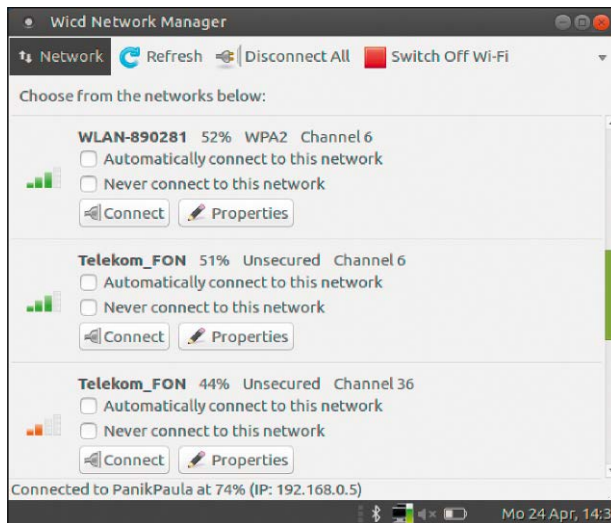 Wicd Network Manager
Network Refresh Disconnect All Switch Off Wi-Fi
Choose from the networks below:
WLAN-890281 52% WPA2 Channel 6
Automatically connect to this network
Never connect to this network
Connect Properties
Telekom_FON 51% Unsecured Channel 6
Automatically connect to this network
Never connect to this network
Connect Properties
Telekom_FON 44% Unsecured Channel 36
Automatically connect to this network
Never connect to this network
Connect Properties
Connected to PanikPaula at 74% (IP: 192.168.0.5)
Mo 24 Apr, 14:3